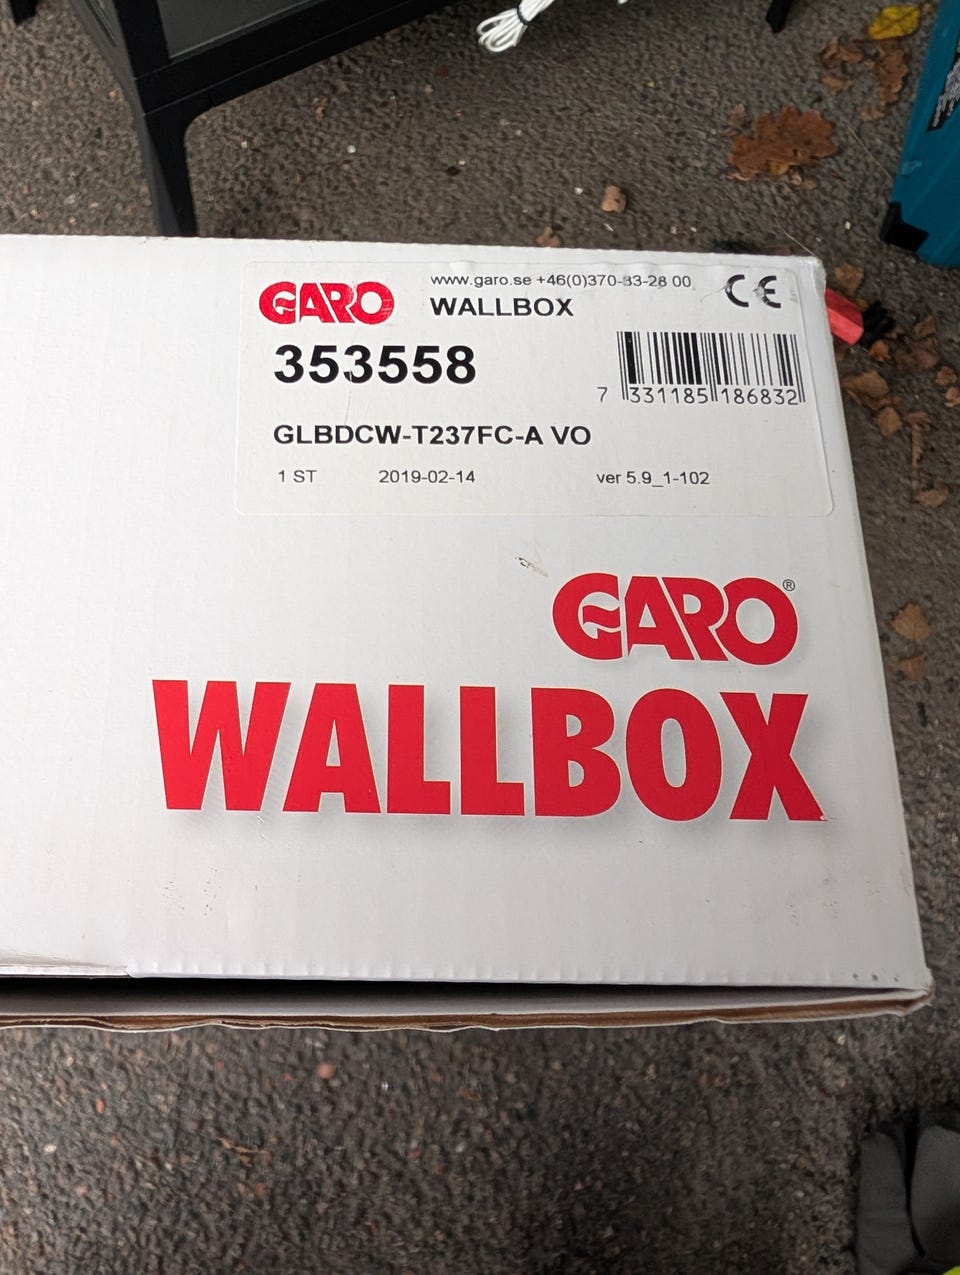 GARO
www.garo.se +46(0)370-33-28 00
CE
WALLBOX
353558
7 331185 186832
GLBDCW-T237FC-A VO
1 ST 2019-02-14 ver 5.9_1-102
GARO®
WALLBOX